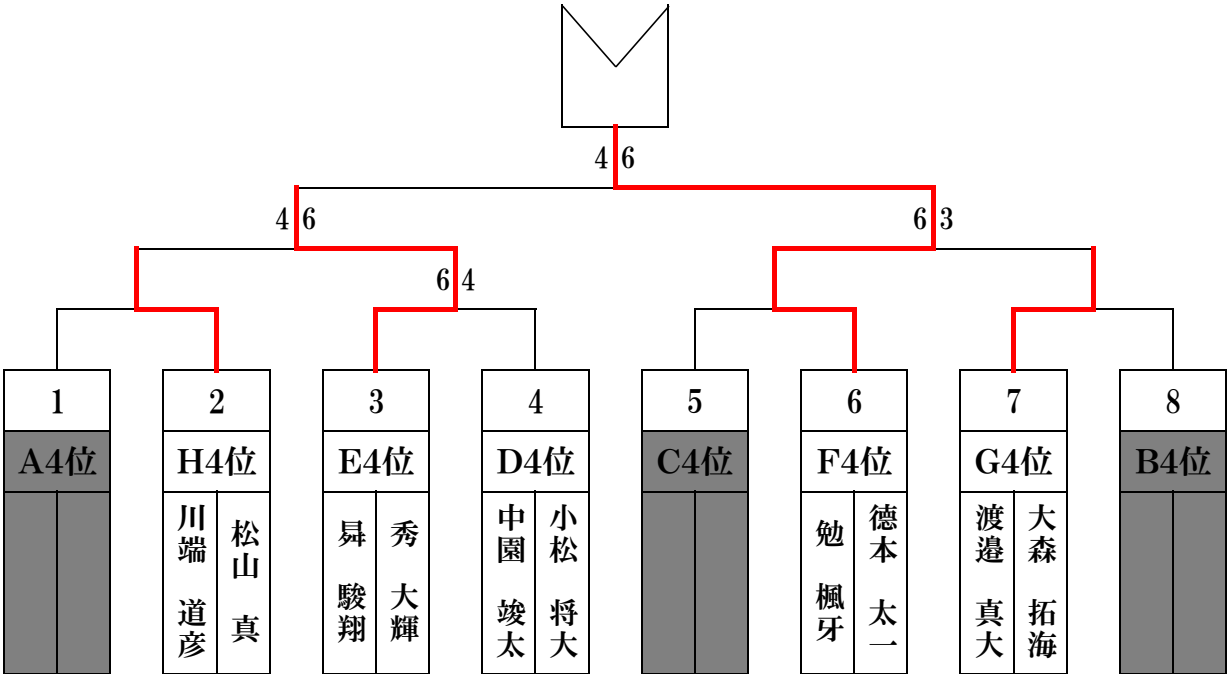 4 6
4 6
6 3
6 4
1 2 3 4 5 6 7 8
A4位 H4位 E4位 D4位 C4位 F4位 G4位 B4位
松山 真
川端 道彦
秀 大輝
曻 駿翔
小松 将大
中園 竣太
德本 太一
勉 楓牙
大森 拓海
渡邉 真大